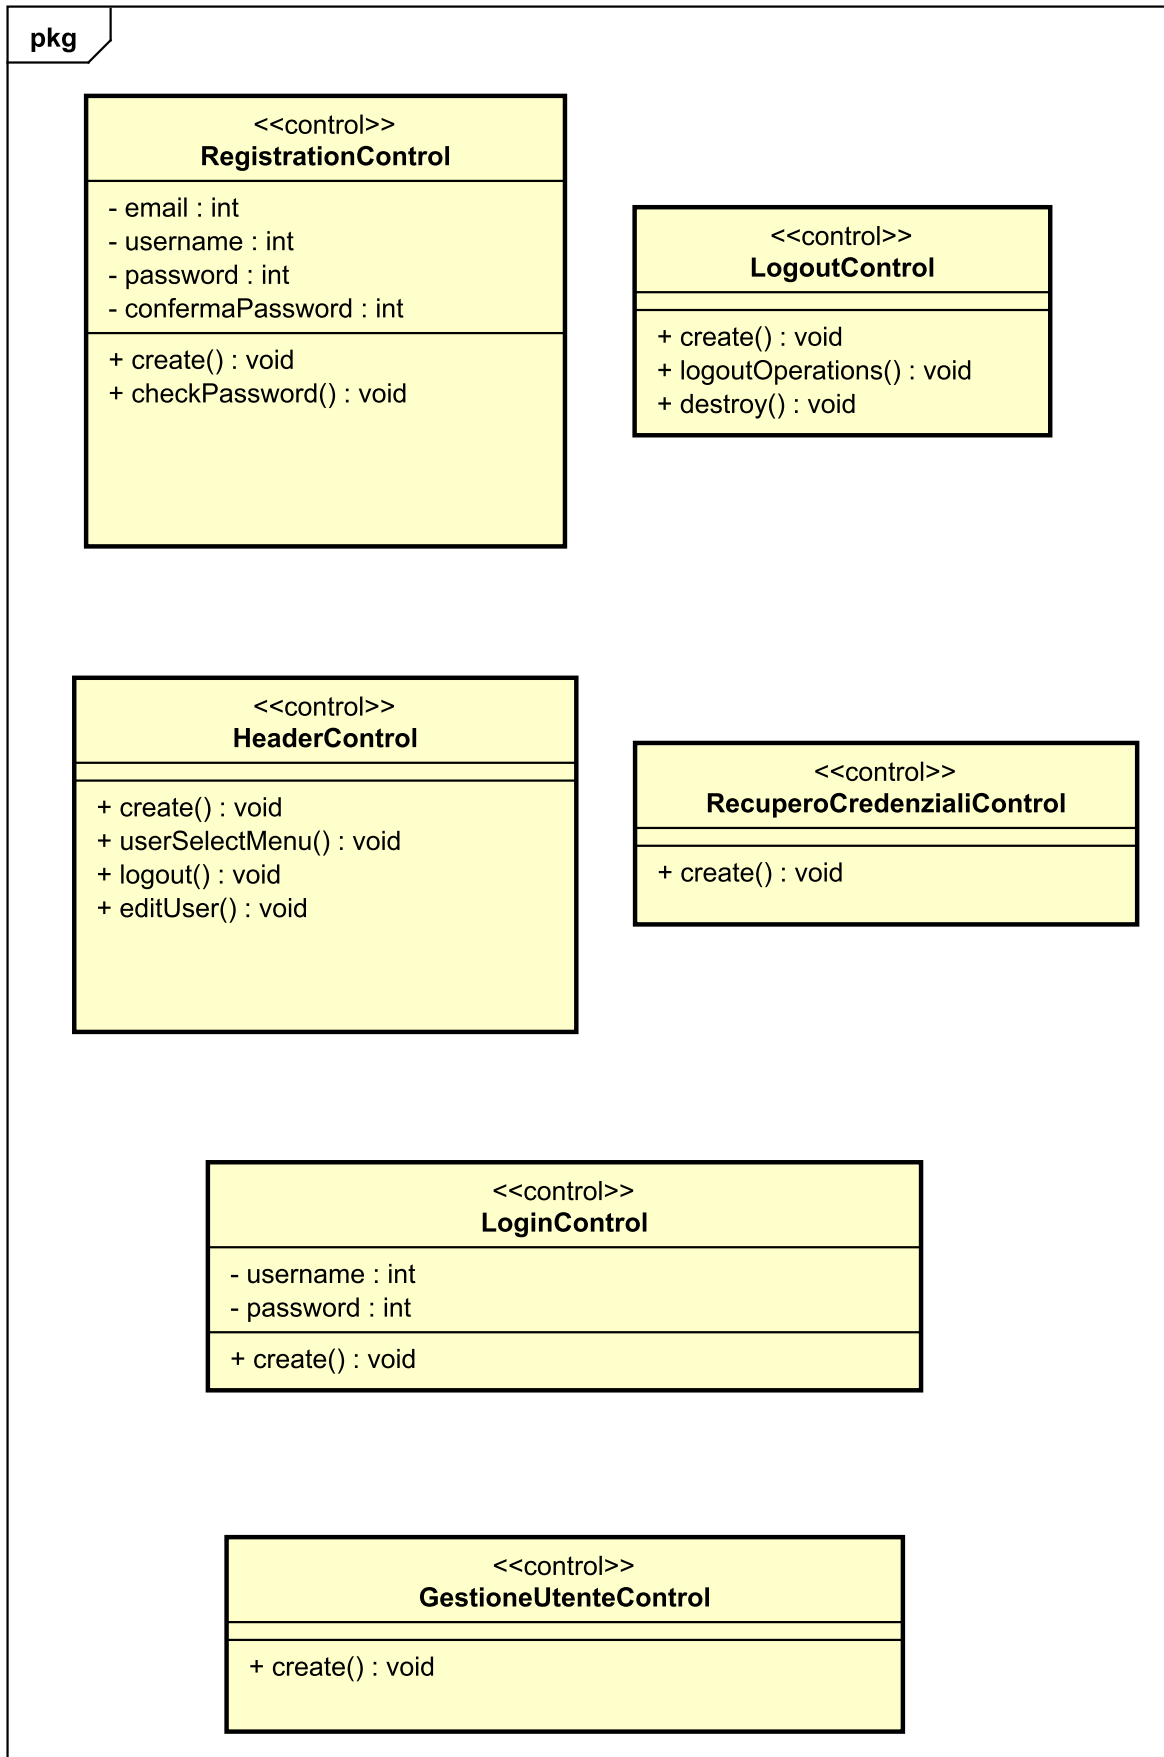 pkg
<<control>>
RegistrationControl
- email : int
- username : int
- password : int
- confermaPassword : int
+ create() : void
+ checkPassword() : void
<<control>>
LogoutControl
+ create() : void
+ logoutOperations() : void
+ destroy() : void
<<control>>
HeaderControl
+ create() : void
+ userSelectMenu() : void
+ logout() : void
+ editUser() : void
<<control>>
RecuperoCredenzialiControl
+ create() : void
<<control>>
LoginControl
- username : int
- password : int
+ create() : void
<<control>>
GestioneUtenteControl
+ create() : void